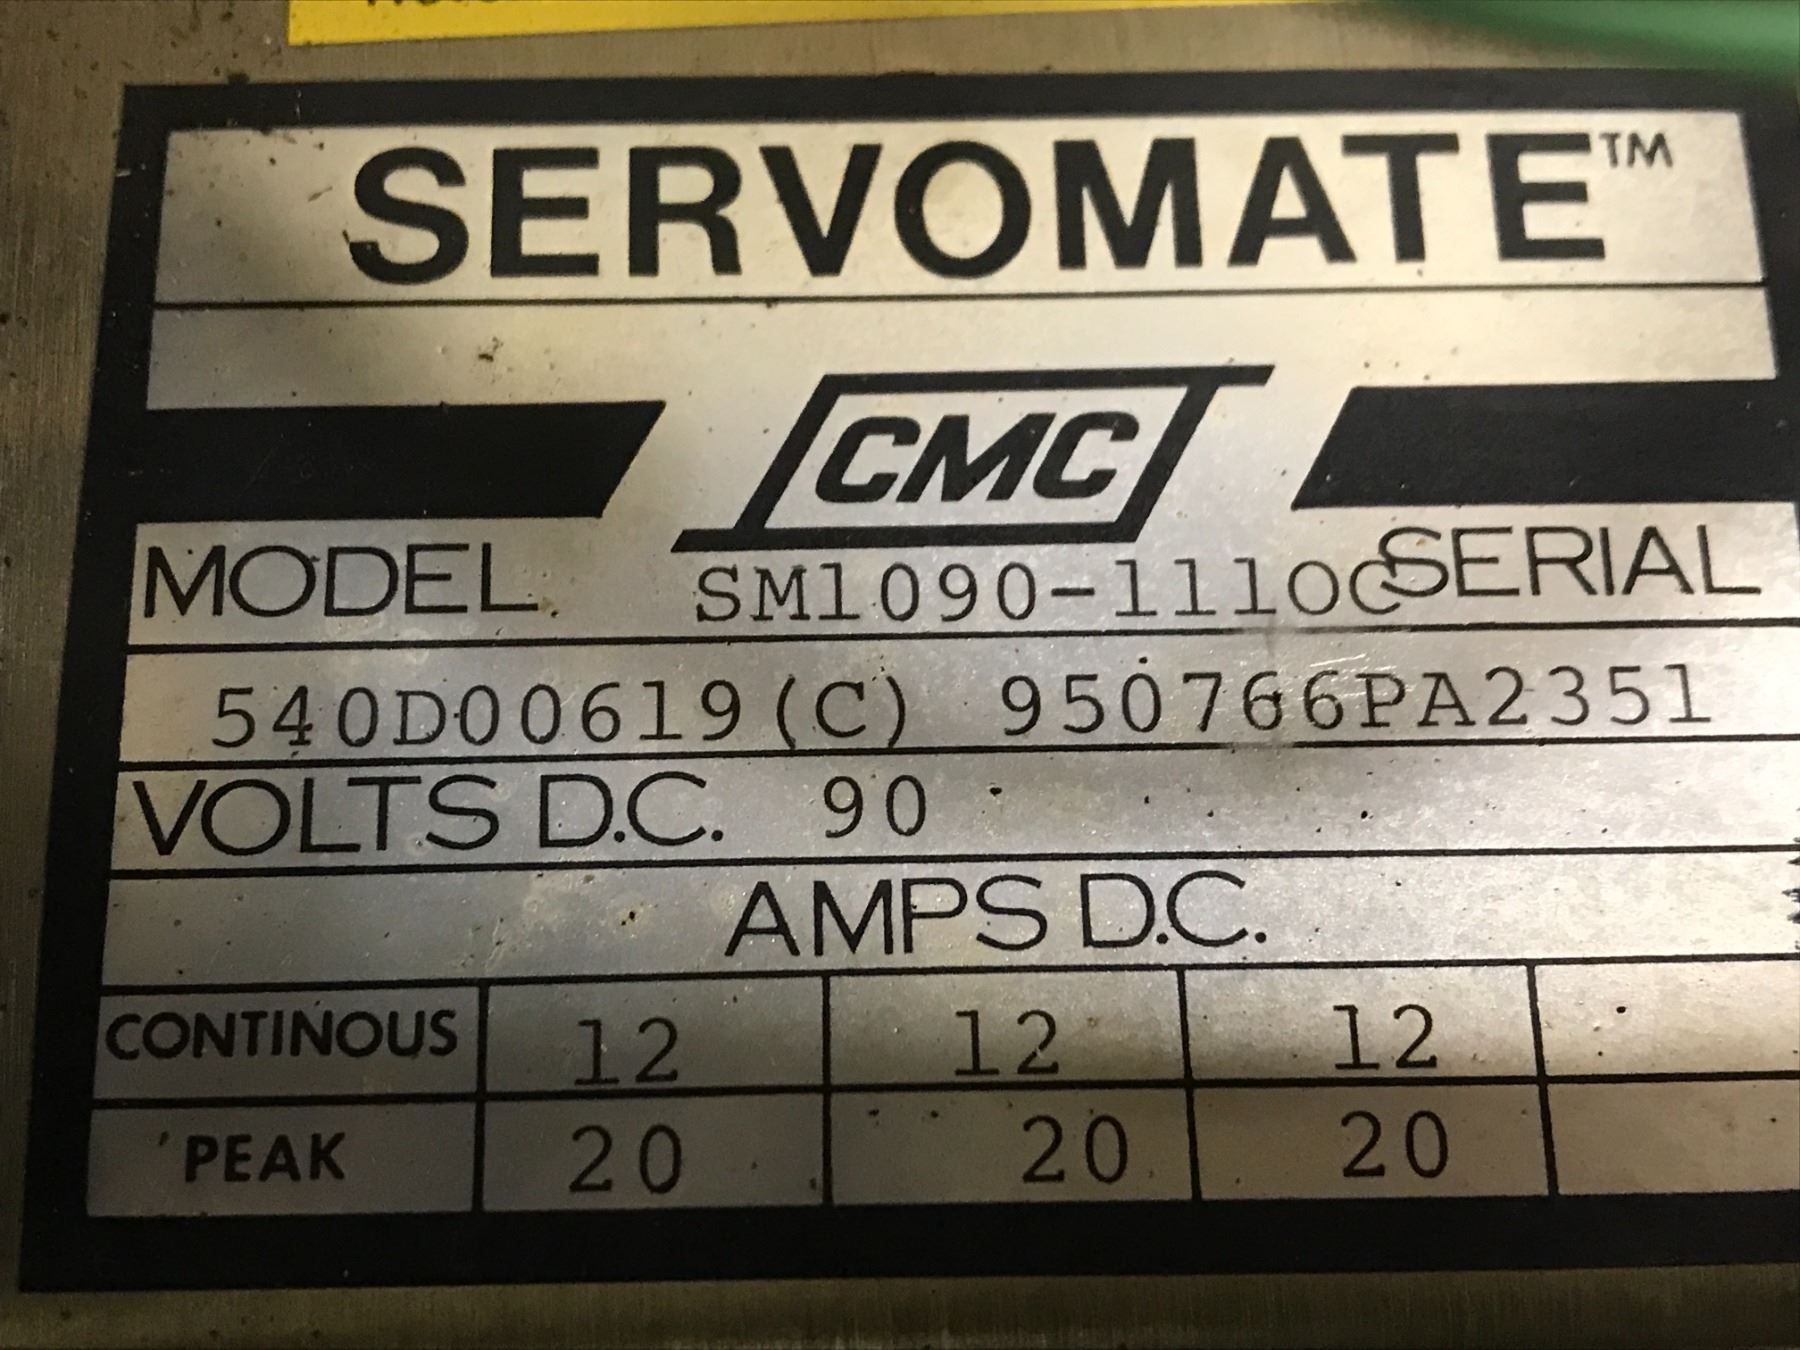 SERVOMATE™
CMC
MODEL SM1090-1110C SERIAL
540D00619(C) 950766PA2351
VOLTS D.C. 90
AMPS D.C.
CONTINOUS 12 12 12
PEAK 20 20 20